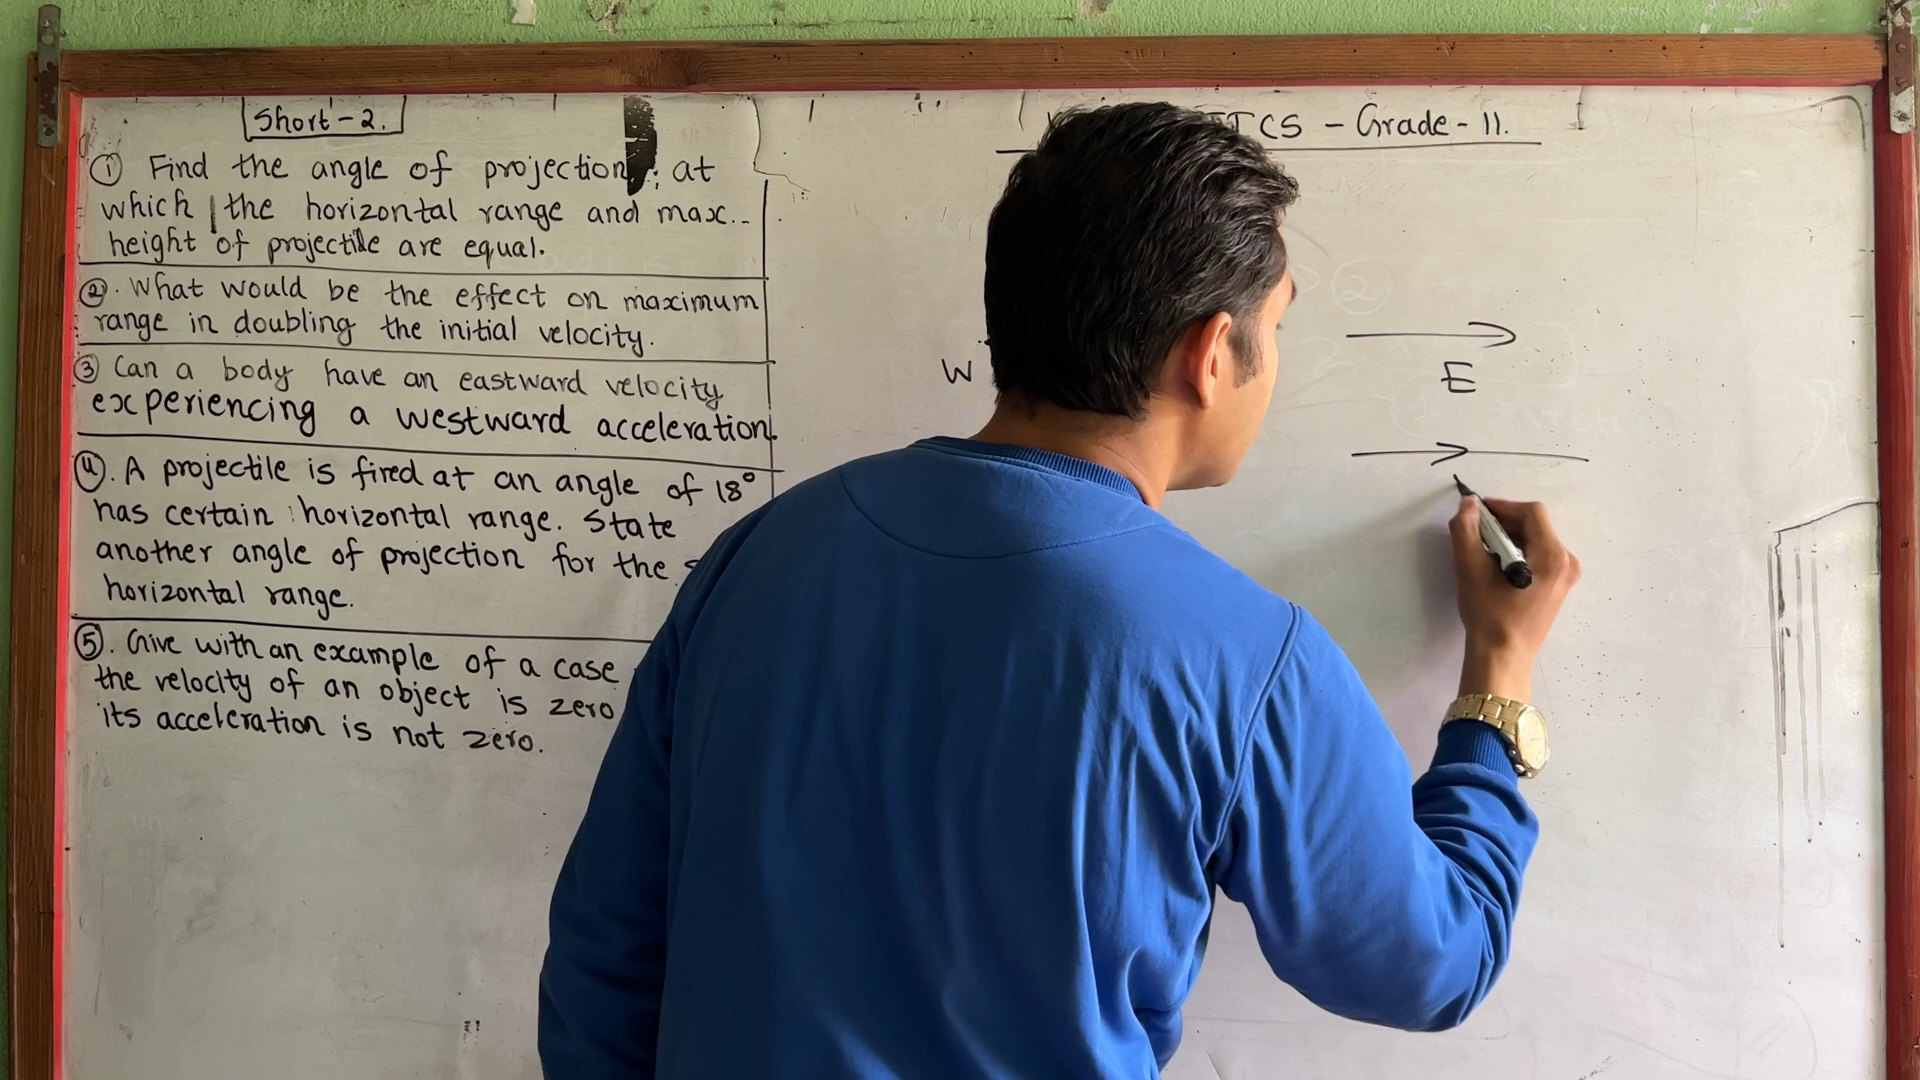 Short-2.
① Find the angle of projection, at
which the horizontal range and max..
height of projectile are equal.
②. What would be the effect on maximum
range in doubling the initial velocity.
③ Can a body have an eastward velocity
experiencing a westward acceleration.
④. A projectile is fired at an angle of 18°
has certain horizontal range. State
another angle of projection for the
horizontal range.
⑤. Give with an example of a case
the velocity of an object is zero
its acceleration is not zero.
TCS - Grade-11.
W
E